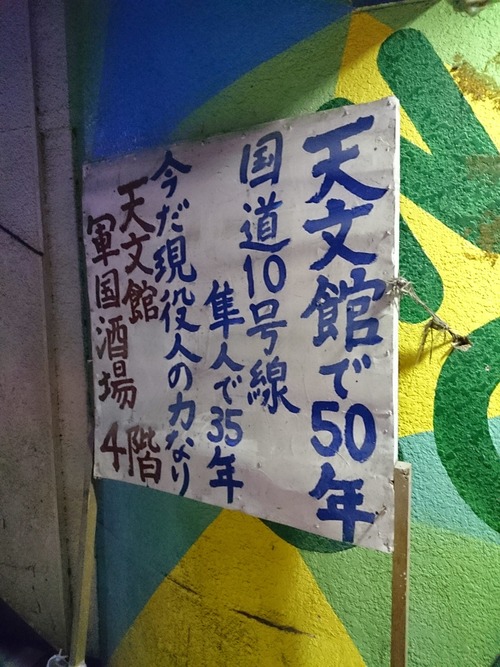 天文館で50年
国道10号線
隼人で35年
今だ現役人の力なり
天文館
軍国酒場 4階